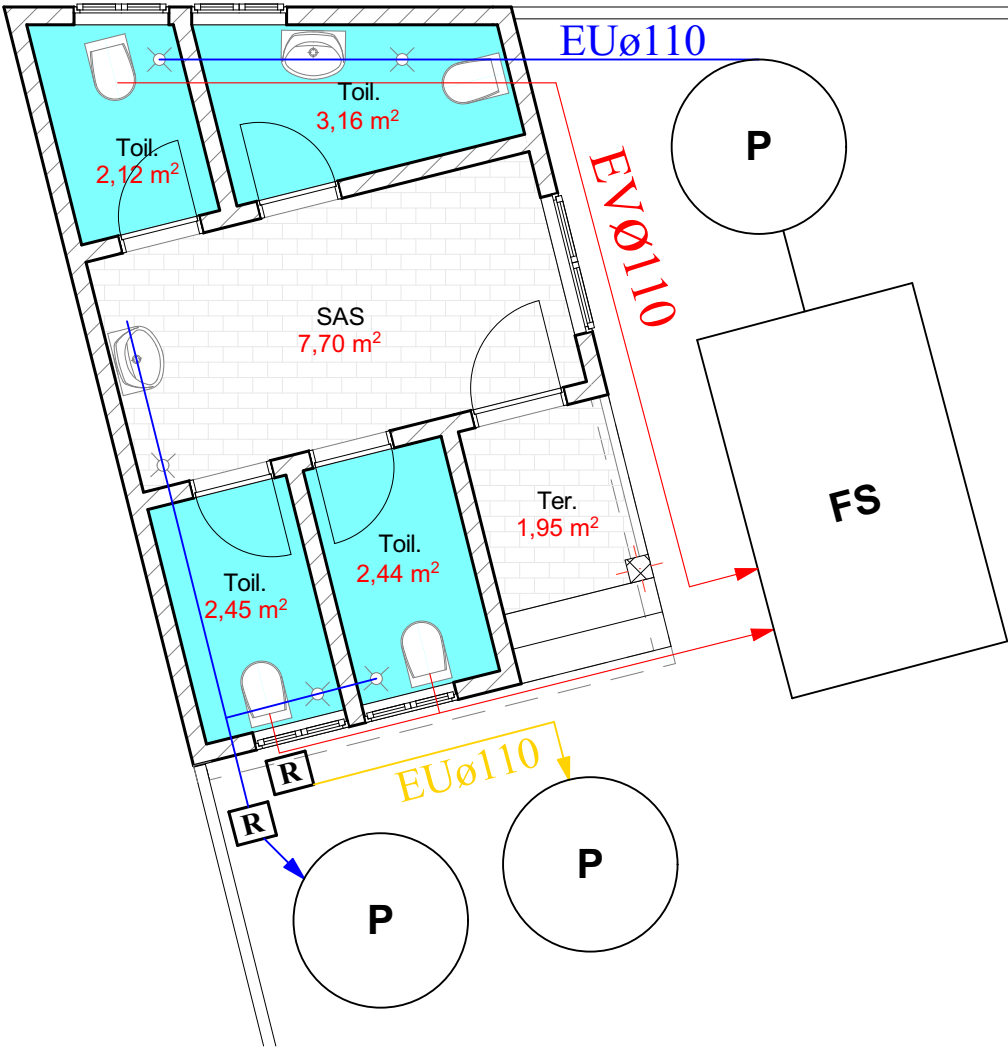 EUø110
Toil.
3,16 m²
P
Toil.
2,12 m²
EVØ110
SAS
7,70 m²
FS
Ter.
1,95 m²
Toil.
2,44 m²
Toil.
2,45 m²
R
EUø110
R
P
P